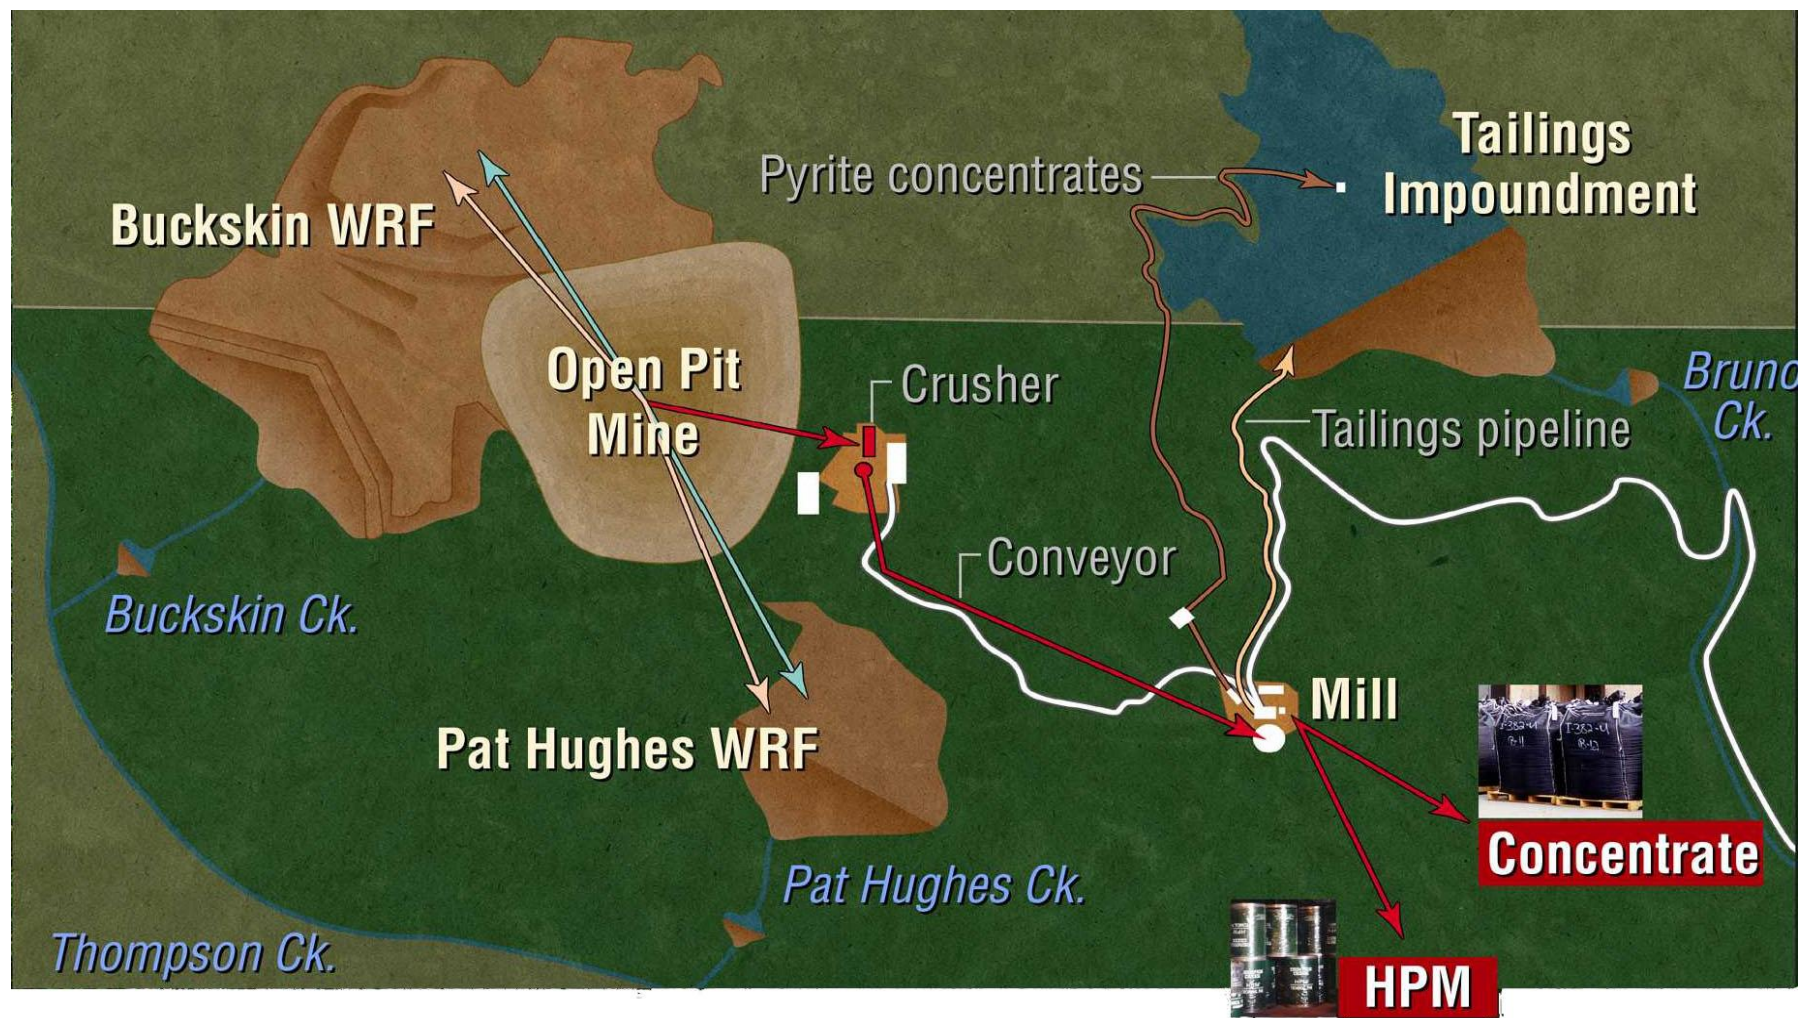 Tailings
Impoundment
Pyrite concentrates
Buckskin WRF
Open Pit
Mine
Crusher
Bruno
Ck.
Tailings pipeline
Conveyor
Buckskin Ck.
Mill
Pat Hughes WRF
Concentrate
Pat Hughes Ck.
Thompson Ck.
HPM